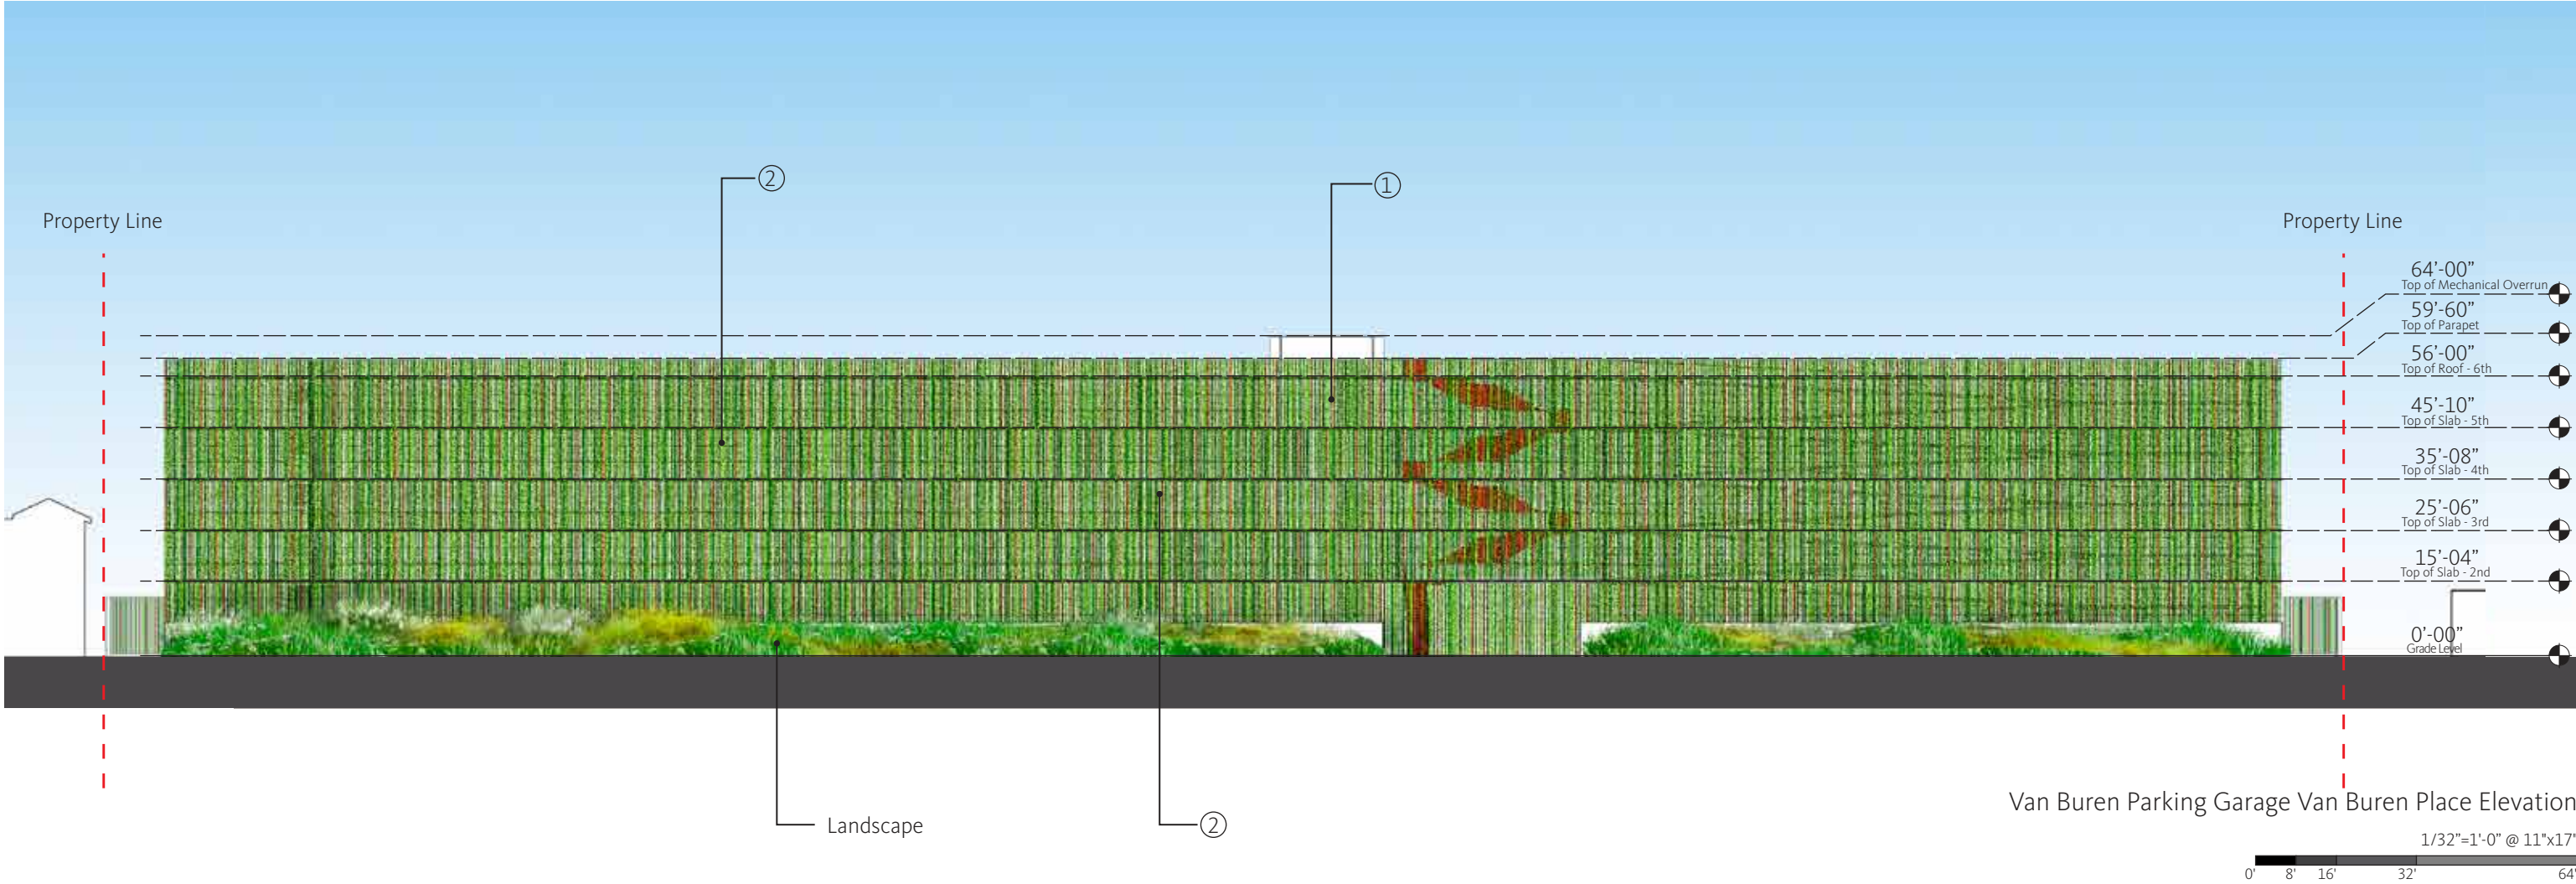 ②
①
Property Line
Property Line
64’-00”
Top of Mechanical Overrun
59’-60”
Top of Parapet
56’-00”
Top of Roof - 6th
45’-10”
Top of Slab - 5th
35’-08”
Top of Slab - 4th
25’-06”
Top of Slab - 3rd
15’-04”
Top of Slab - 2nd
0’-00”
Grade Level
Landscape
②
Van Buren Parking Garage Van Buren Place Elevation
1/32”=1'-0” @ 11"x17"
0' 8' 16' 32' 64'